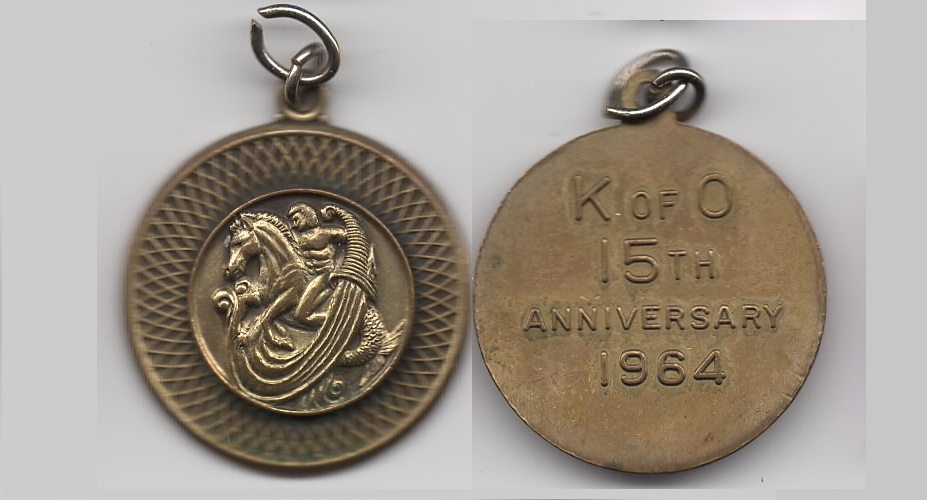 K OF O
15TH
ANNIVERSARY
1964